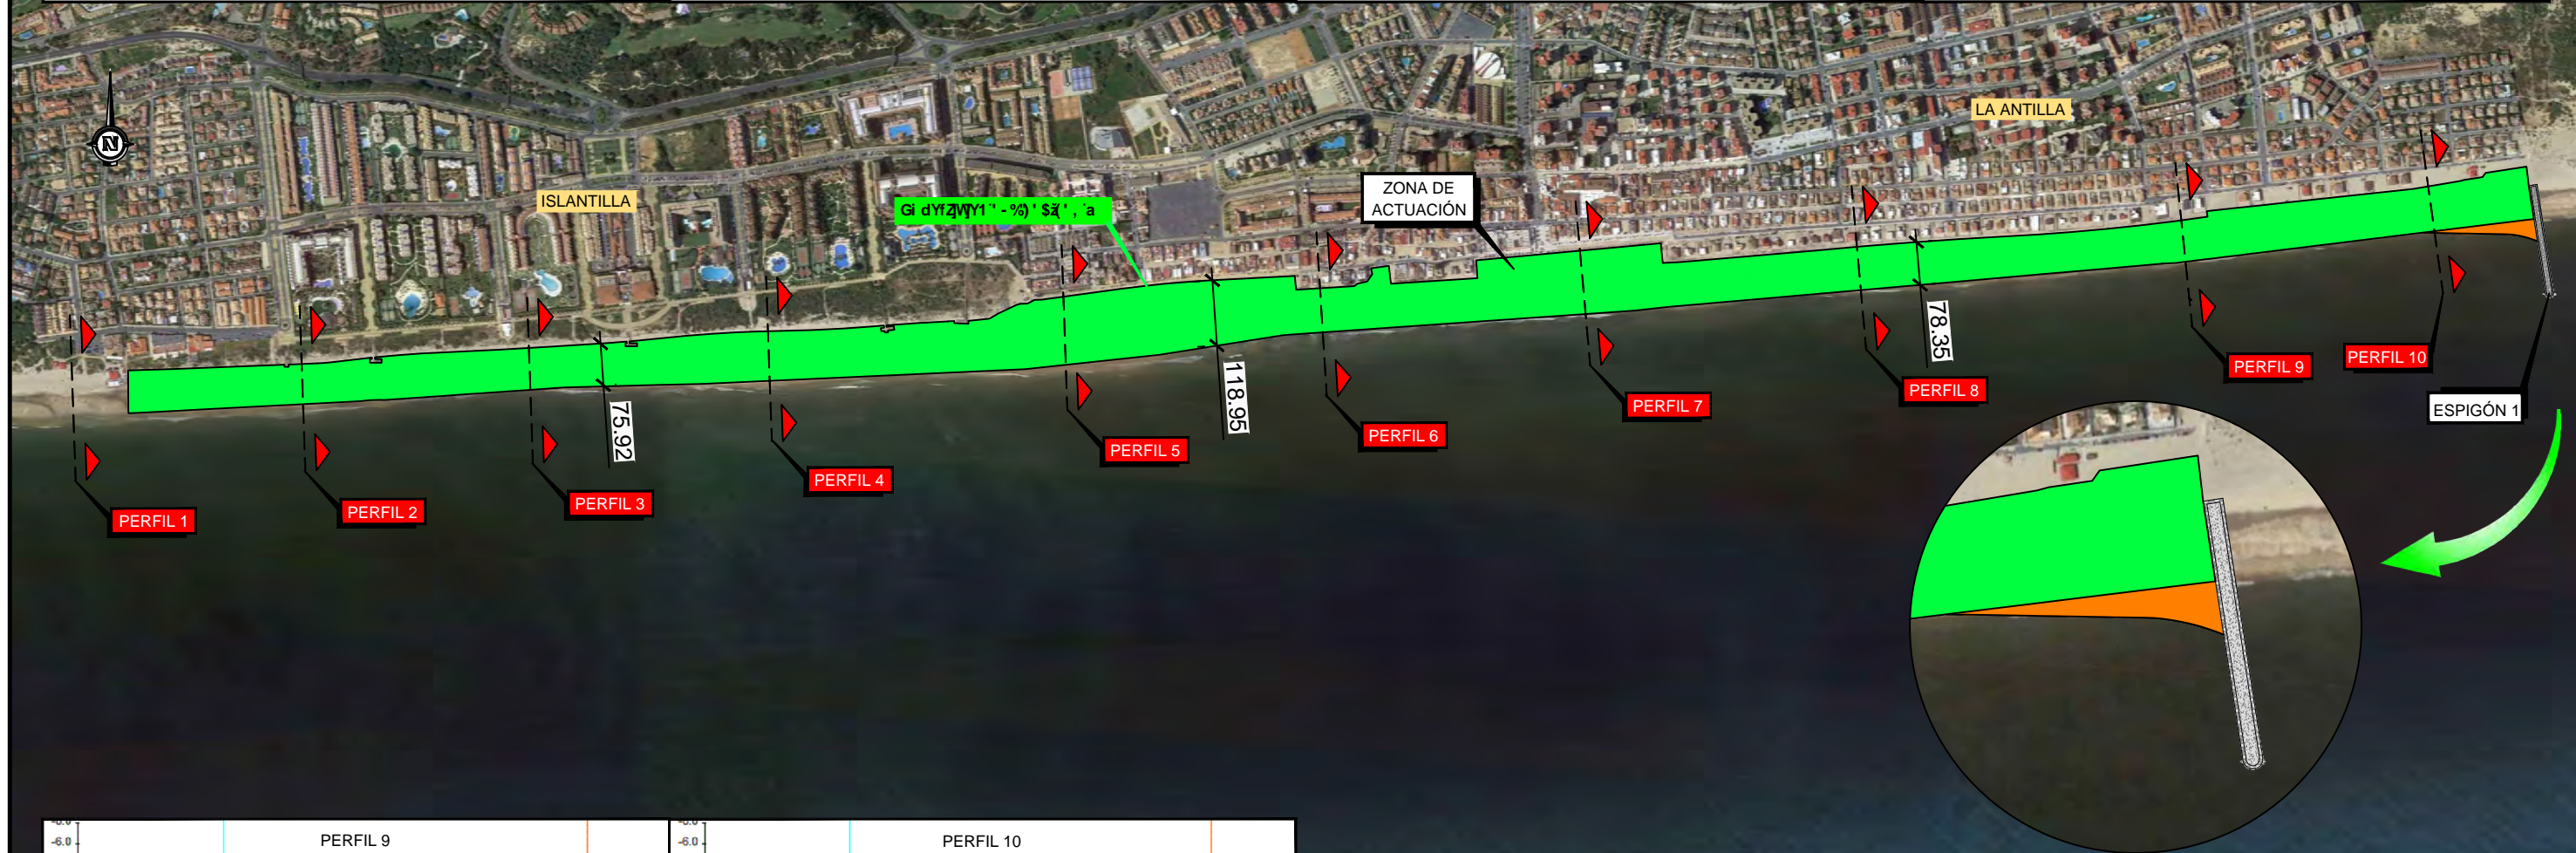 N
LA ANTILLA
ISLANTILLA
ZONA DE
ACTUACIÓN
75.92
118.95
78.35
PERFIL 1
PERFIL 2
PERFIL 3
PERFIL 4
PERFIL 5
PERFIL 6
PERFIL 7
PERFIL 8
PERFIL 9
PERFIL 10
ESPIGÓN 1
-6.0
PERFIL 9
-6.0
PERFIL 10